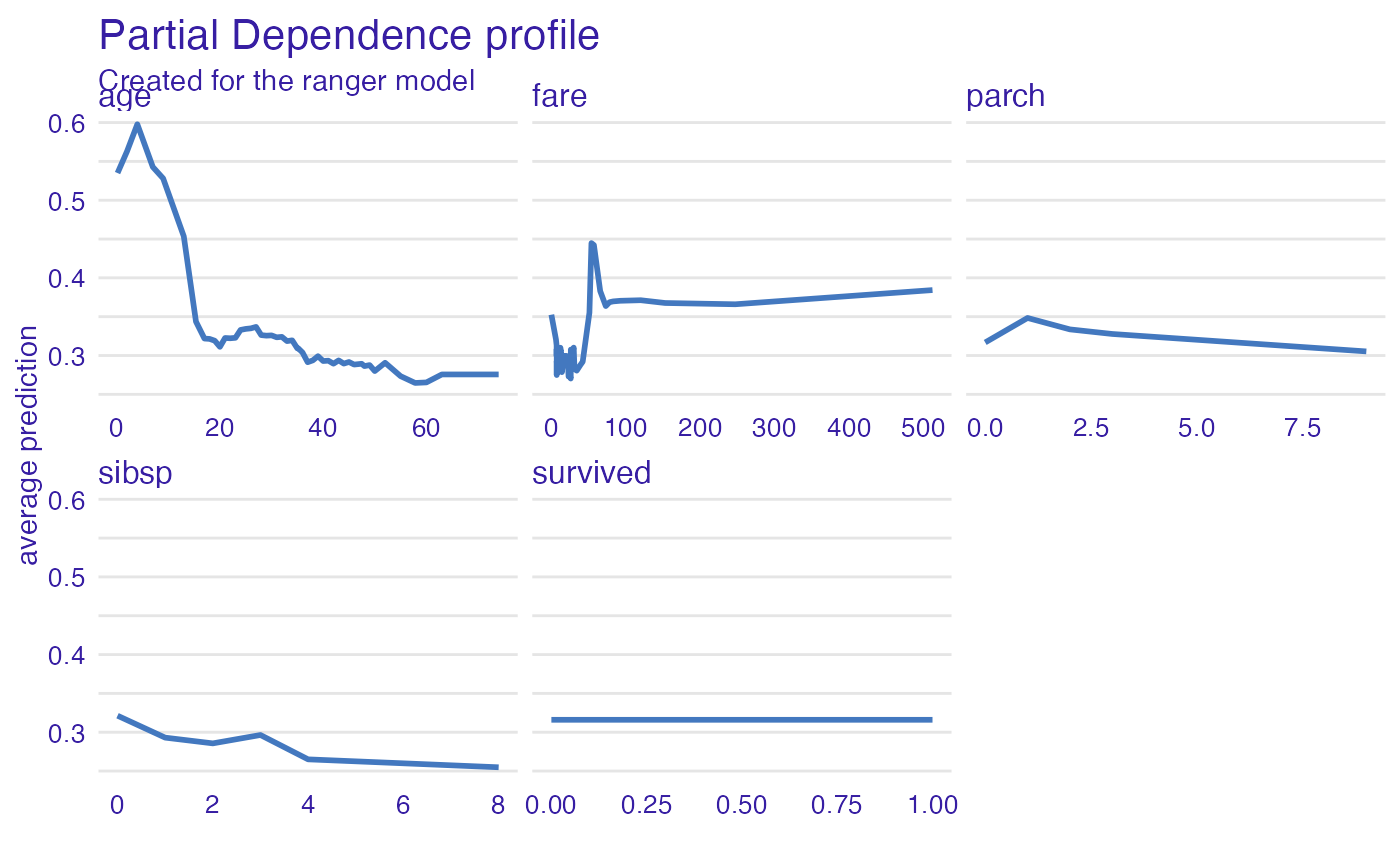 Partial Dependence profile
Created for the ranger model
age fare parch
0.6
0.5
0.4
0.3
0 20 40 60 0 100 200 300 400 500 0.0 2.5 5.0 7.5
average prediction
sibsp survived
0.6
0.5
0.4
0.3
0 2 4 6 8 0.00 0.25 0.50 0.75 1.00